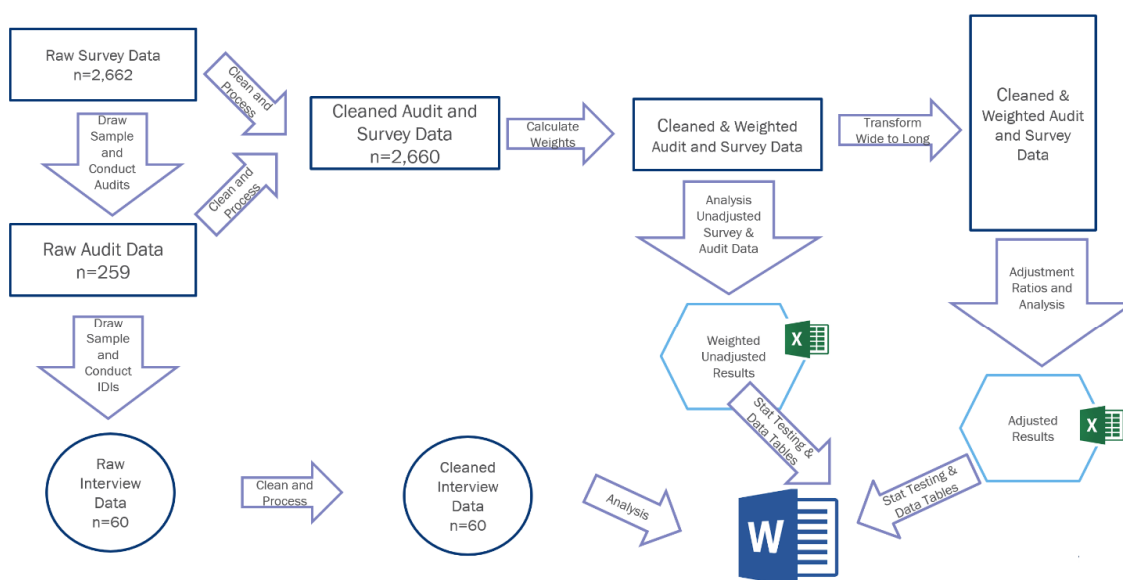 Raw Survey Data
n=2,662
Clean and
Process
Draw
Sample
and
Conduct
Audits
Clean and
Process
Raw Audit Data
n=259
Cleaned Audit and
Survey Data
n=2,660
Calculate
Weights
Cleaned & Weighted
Audit and Survey Data
Transform
Wide to Long
Cleaned &
Weighted Audit
and Survey
Data
Analysis
Unadjusted
Survey &
Audit Data
Adjustment
Ratios and
Analysis
Draw
Sample
and
Conduct
IDIs
Weighted
Unadjusted
Results
X
Adjusted
Results
X
Stat Testing &
Data Tables
Stat Testing &
Data Tables
Raw
Interview
Data
n=60
Clean and
Process
Cleaned
Interview
Data
n=60
Analysis
W